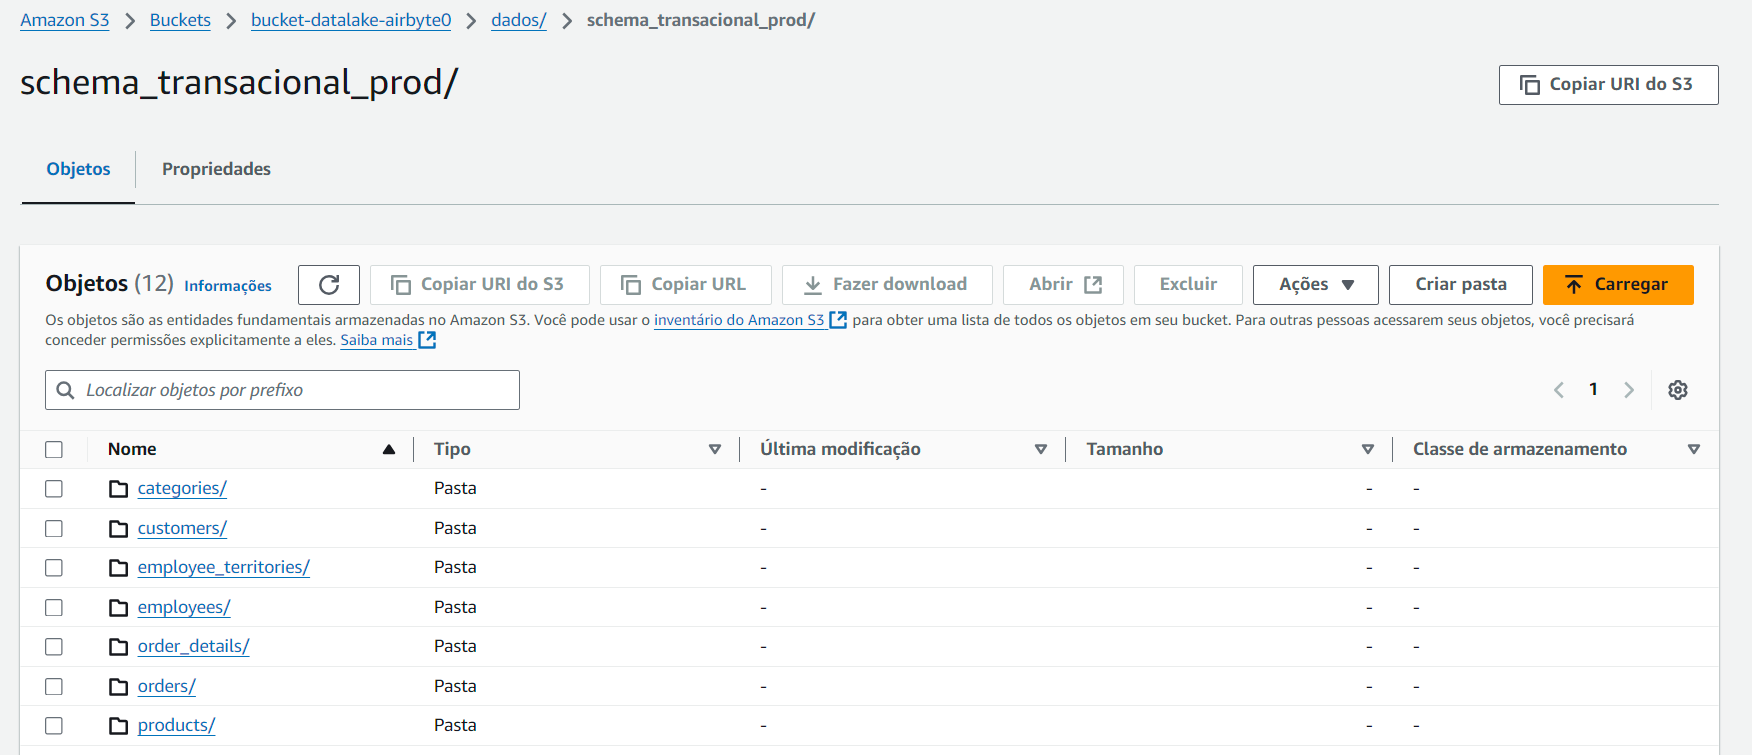 Amazon S3 > Buckets > bucket-datalake-airbyte0 > dados/ > schema_transacional_prod/
schema_transacional_prod/
Copiar URI do S3
Objetos Propriedades
Objetos (12) Informações Copiar URI do S3 Copiar URL Fazer download Abrir Excluir Ações Criar pasta Carregar
Os objetos são as entidades fundamentais armazenadas no Amazon S3. Você pode usar o inventário do Amazon S3 para obter uma lista de todos os objetos em seu bucket. Para outras pessoas acessarem seus objetos, você precisará
conceder permissões explicitamente a eles. Saiba mais
Localizar objetos por prefixo
1
Nome Tipo Última modificação Tamanho Classe de armazenamento
categories/ Pasta - - -
customers/ Pasta - - -
employee_territories/ Pasta - - -
employees/ Pasta - - -
order_details/ Pasta - - -
orders/ Pasta - - -
products/ Pasta - - -